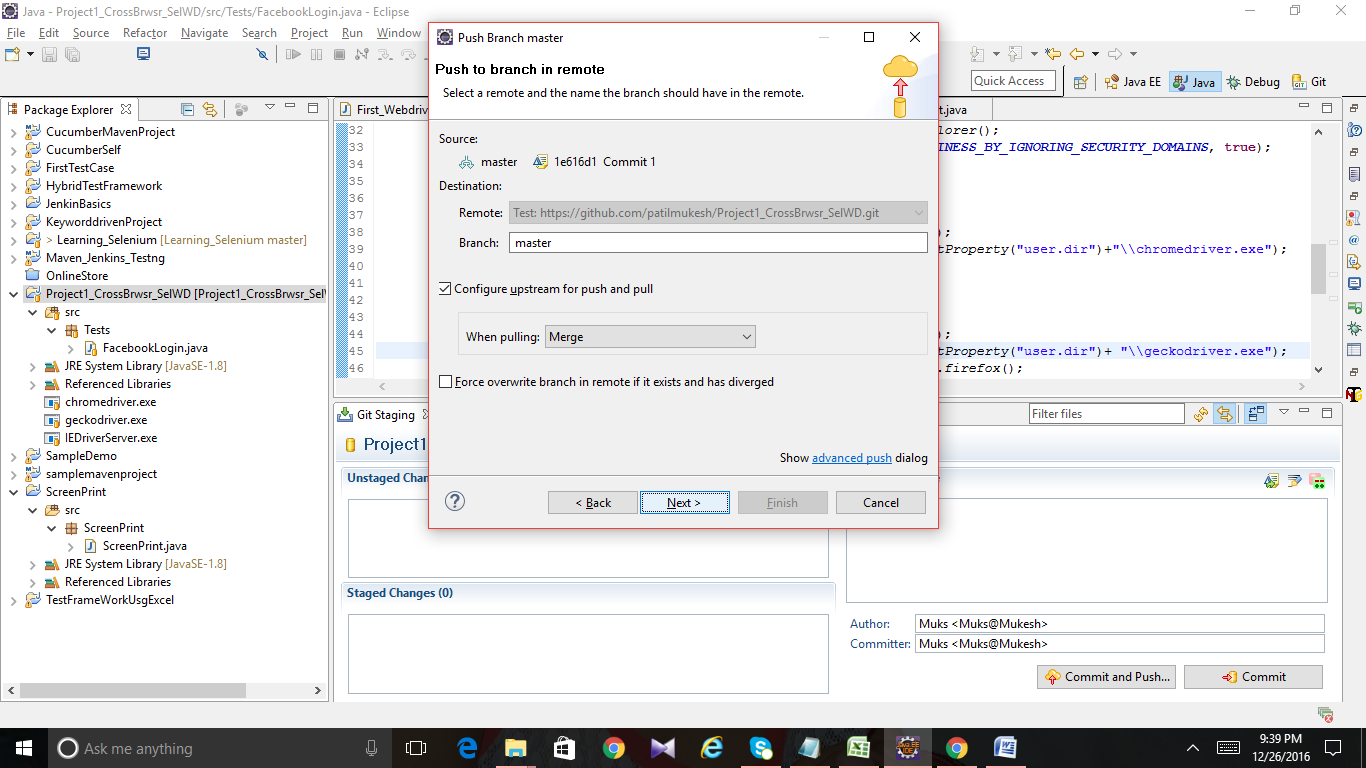 Java - Project1_CrossBrwsr_SelWD/src/Tests/FacebookLogin.java - Eclipse
File Edit Source Refactor Navigate Search Project Run Window
Quick Access
Java EE
Java
Debug
Git
Package Explorer
CucumberMavenProject
CucumberSelf
FirstTestCase
HybridTestFramework
JenkinBasics
KeyworddrivenProject
> Learning_Selenium [Learning_Selenium master]
Maven_Jenkins_Testng
OnlineStore
Project1_CrossBrwsr_SelWD [Project1_CrossBrwsr_Sel
src
Tests
FacebookLogin.java
JRE System Library [JavaSE-1.8]
Referenced Libraries
chromedriver.exe
geckodriver.exe
IEDriverServer.exe
SampleDemo
samplemavenproject
ScreenPrint
src
ScreenPrint
ScreenPrint.java
JRE System Library [JavaSE-1.8]
Referenced Libraries
TestFrameWorkUsgExcel
First_Webdriv
t.java
32 lorer();
33 INESS_BY_IGNORING_SECURITY_DOMAINS, true);
34
35
36
37
38 );
39 tProperty("user.dir")+"\\chromedriver.exe");
40
41
42
43
44 );
45 tProperty("user.dir")+ "\\geckodriver.exe");
46 .firefox();
Push Branch master
Push to branch in remote
Select a remote and the name the branch should have in the remote.
Source:
master 1e616d1 Commit 1
Destination:
Remote: Test: https://github.com/patilmukesh/Project1_CrossBrwsr_SelWD.git
Branch: master
Configure upstream for push and pull
When pulling: Merge
Force overwrite branch in remote if it exists and has diverged
Show advanced push dialog
< Back
Next >
Finish
Cancel
Git Staging
Filter files
Project1
Unstaged Chan
Staged Changes (0)
Author: Muks <Muks@Mukesh>
Committer: Muks <Muks@Mukesh>
Commit and Push...
Commit
Ask me anything
9:39 PM
12/26/2016